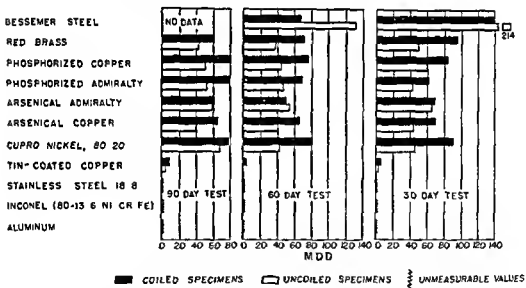 BESSEMER STEEL
NO DATA
214
RED BRASS
PHOSPHORIZED COPPER
PHOSPHORIZED ADMIRALTY
ARSENICAL ADMIRALTY
ARSENICAL COPPER
CUPRO NICKEL, 80 20
TIN-COATED COPPER
STAINLESS STEEL 18 8
90 DAY TEST 60 DAY TEST 30 DAY TEST
INCONEL (80-13 6 NI CR FE)
ALUMINUM
0 20 40 60 80 0 20 40 60 80 100 120 140 0 20 40 60 80 100 120 140
MDD
COILED SPECIMENS UNCOILED SPECIMENS UNMEASURABLE VALUES